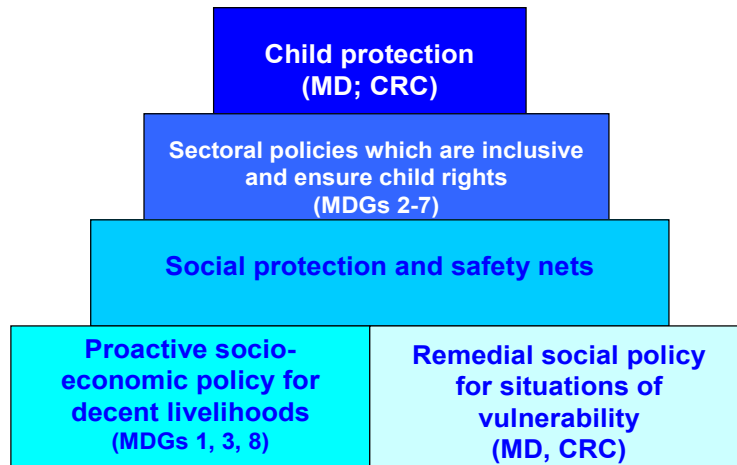 Child protection
(MD; CRC)
Sectoral policies which are inclusive
and ensure child rights
(MDGs 2-7)
Social protection and safety nets
Proactive socio-
economic policy for
decent livelihoods
(MDGs 1, 3, 8)
Remedial social policy
for situations of
vulnerability
(MD, CRC)